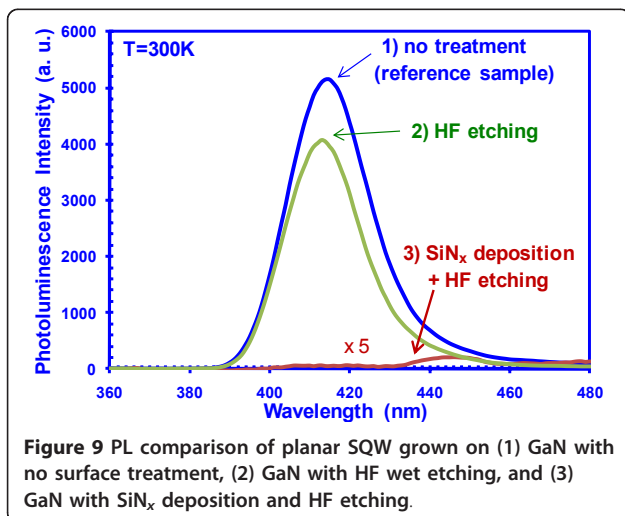 6000
5000
4000
3000
2000
1000
0
Photoluminescence Intensity (a. u.)
T=300K
1) no treatment
(reference sample)
2) HF etching
3) SiNₓ deposition
+ HF etching
x 5
360 380 400 420 440 460 480
Wavelength (nm)
Figure 9 PL comparison of planar SQW grown on (1) GaN with
no surface treatment, (2) GaN with HF wet etching, and (3)
GaN with SiNₓ deposition and HF etching.